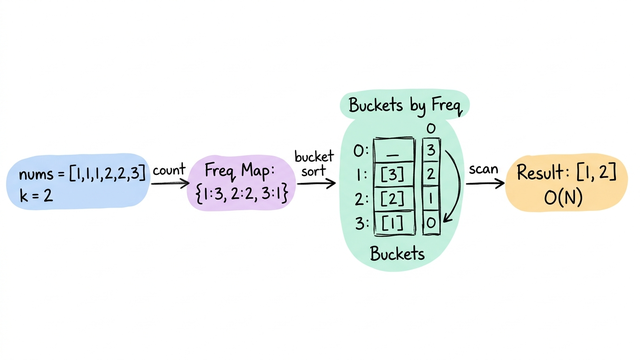 nums = [1,1,1,2,2,3]
k = 2
count
Freq Map:
{1:3, 2:2, 3:1}
bucket
sort
Buckets by Freq
0
0: _ 3
1: [3] 2
2: [2] 1
3: [1] 0
Buckets
scan
Result: [1, 2]
O(N)